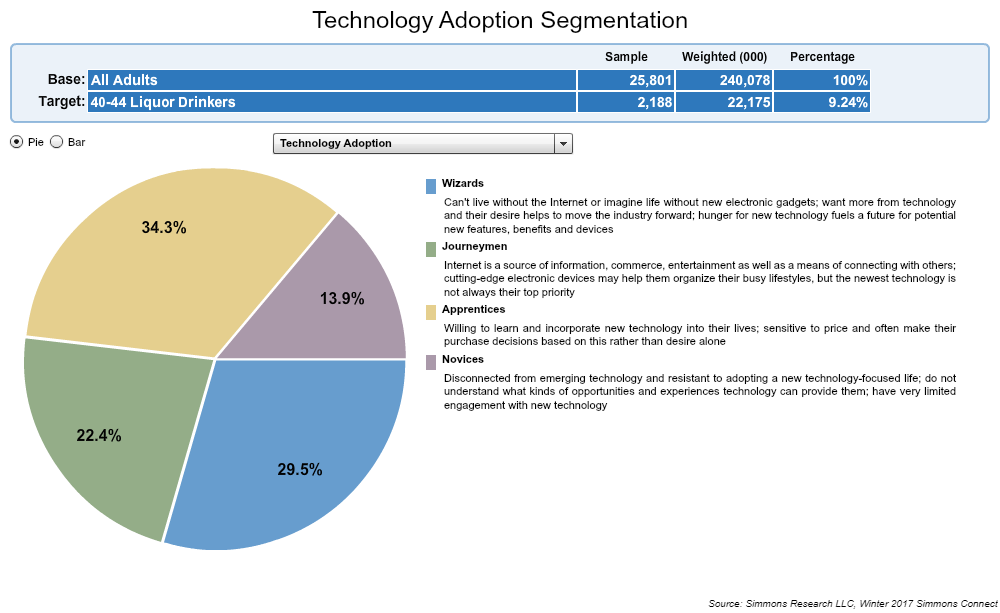 Technology Adoption Segmentation
Sample Weighted (000) Percentage
Base: All Adults 25,801 240,078 100%
Target: 40-44 Liquor Drinkers 2,188 22,175 9.24%
Pie Bar Technology Adoption
34.3%
13.9%
22.4%
29.5%
Wizards
Can't live without the Internet or imagine life without new electronic gadgets; want more from technology
and their desire helps to move the industry forward; hunger for new technology fuels a future for potential
new features, benefits and devices
Journeymen
Internet is a source of information, commerce, entertainment as well as a means of connecting with others;
cutting-edge electronic devices may help them organize their busy lifestyles, but the newest technology is
not always their top priority
Apprentices
Willing to learn and incorporate new technology into their lives; sensitive to price and often make their
purchase decisions based on this rather than desire alone
Novices
Disconnected from emerging technology and resistant to adopting a new technology-focused life; do not
understand what kinds of opportunities and experiences technology can provide them; have very limited
engagement with new technology
Source: Simmons Research LLC, Winter 2017 Simmons Connect